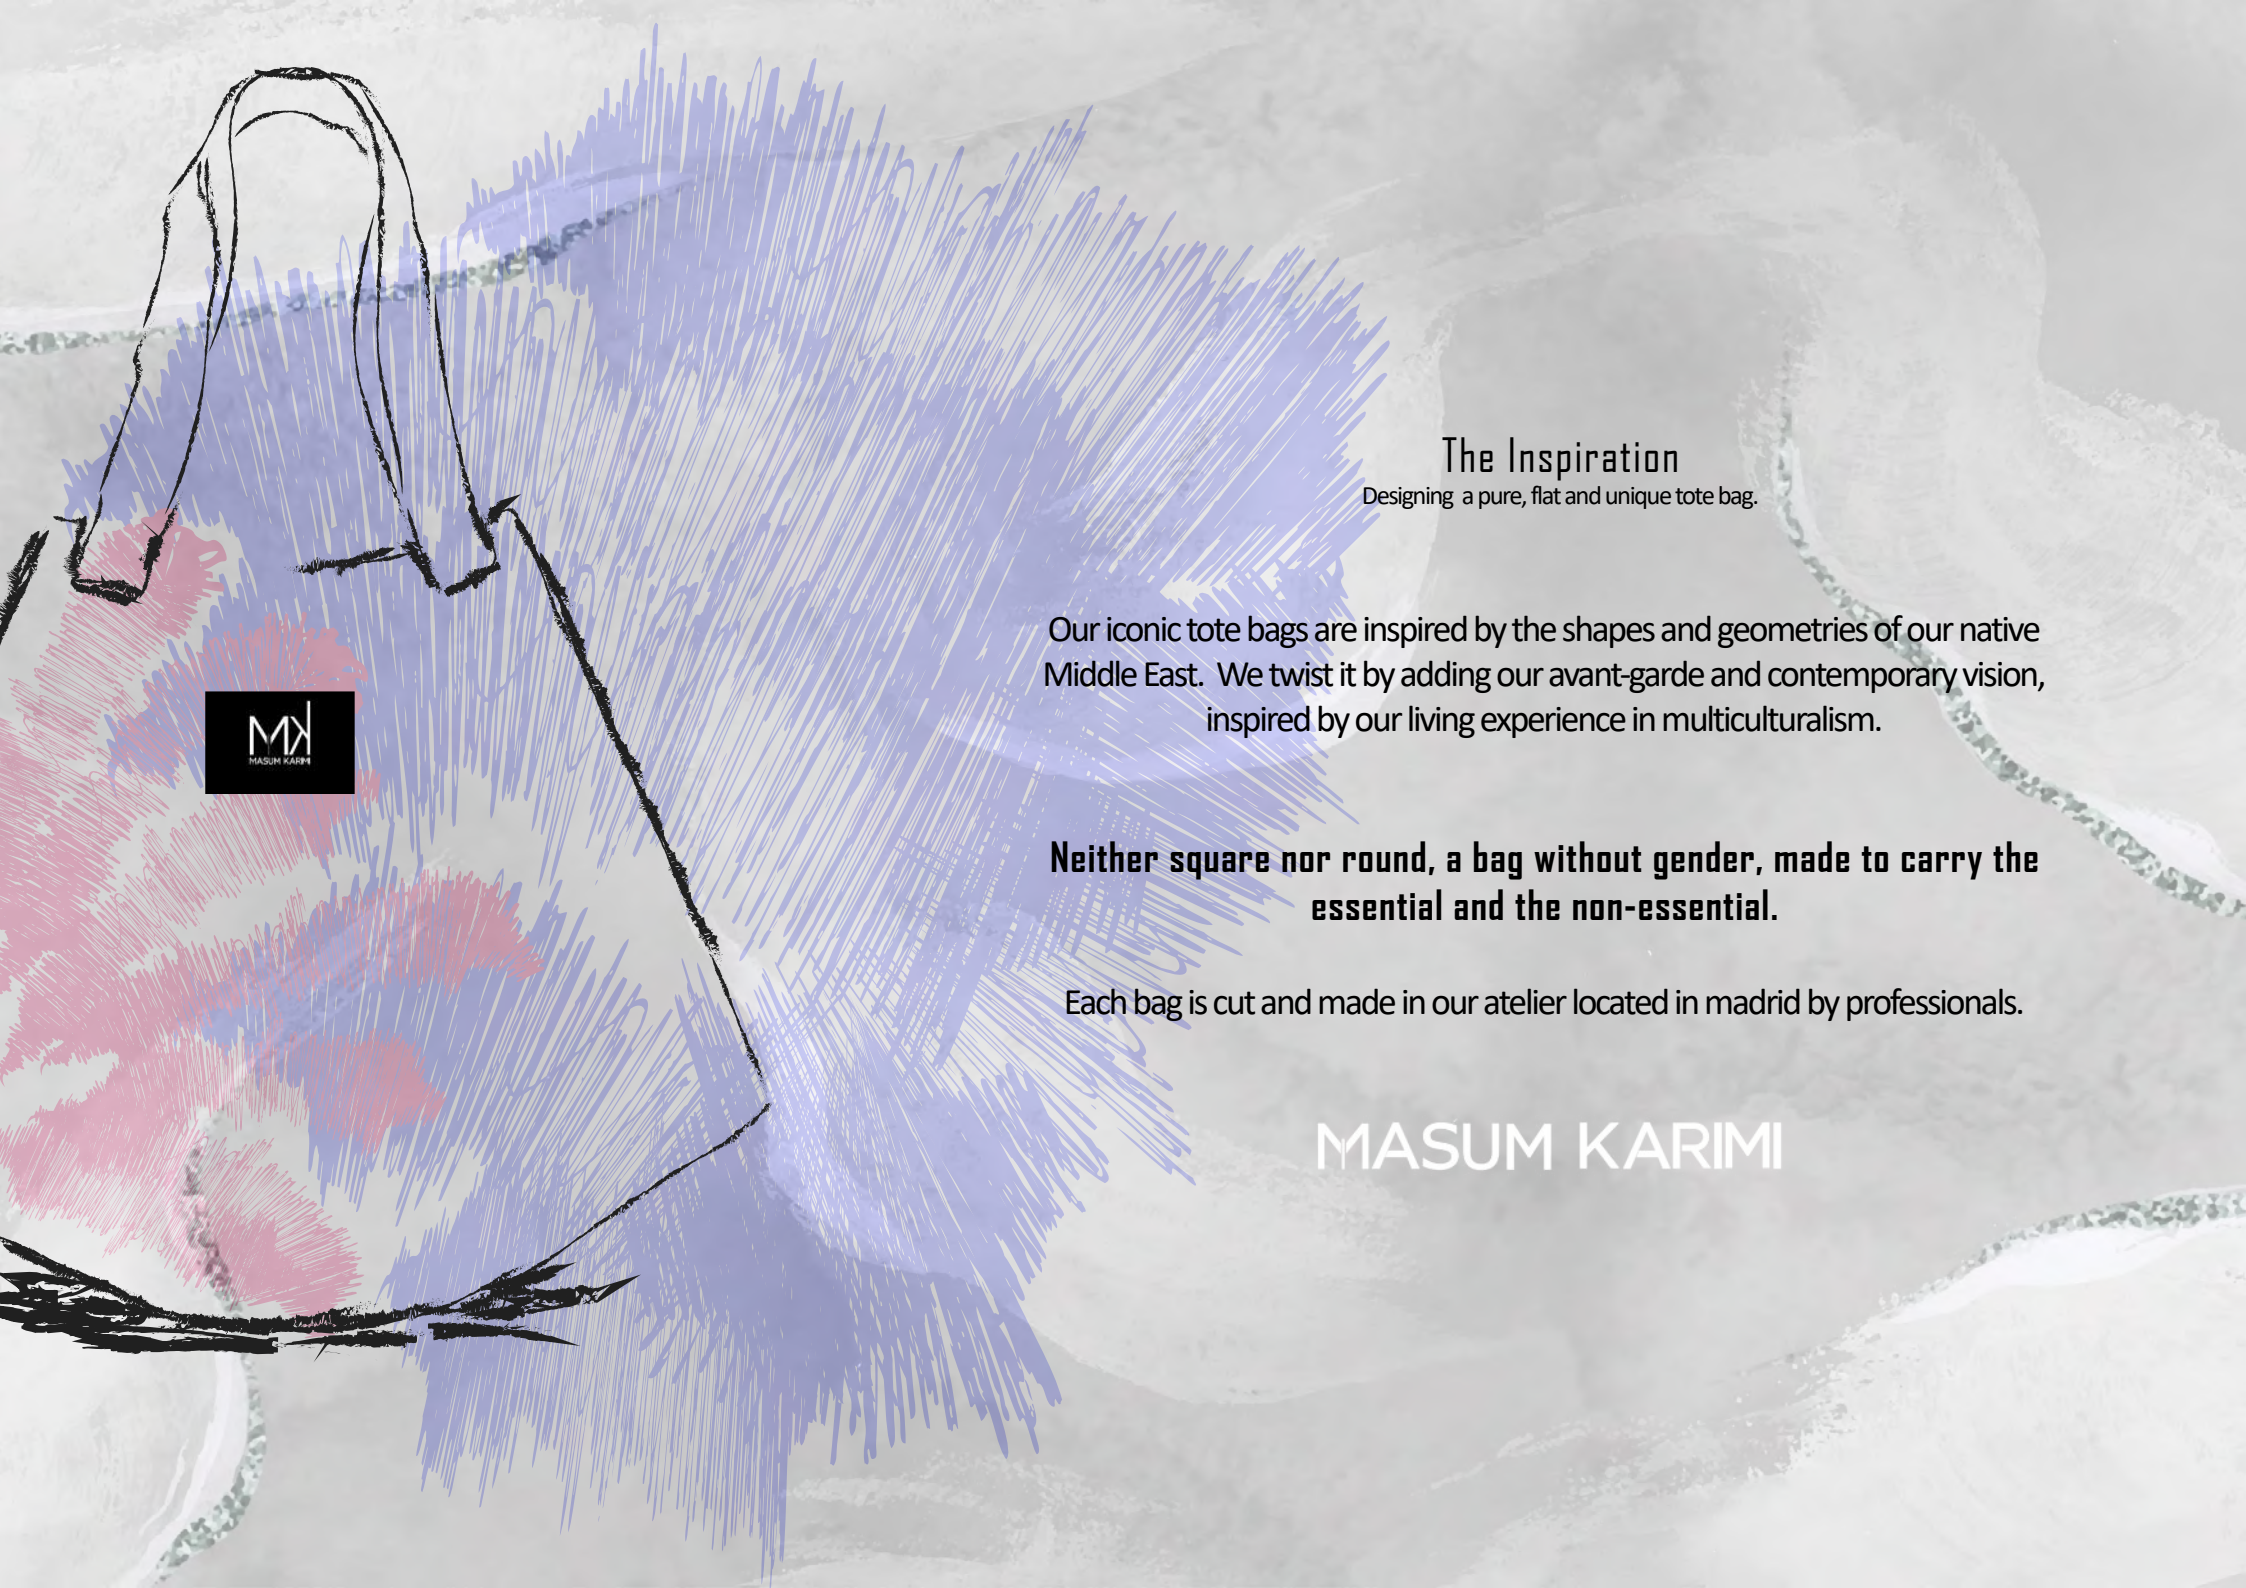 The Inspiration
Designing a pure, flat and unique tote bag.
Our iconic tote bags are inspired by the shapes and geometries of our native
Middle East. We twist it by adding our avant-garde and contemporary vision,
inspired by our living experience in multiculturalism.
MK
MASUM KARIMI
Neither square nor round, a bag without gender, made to carry the
essential and the non-essential.
Each bag is cut and made in our atelier located in madrid by professionals.
MASUM KARIMI